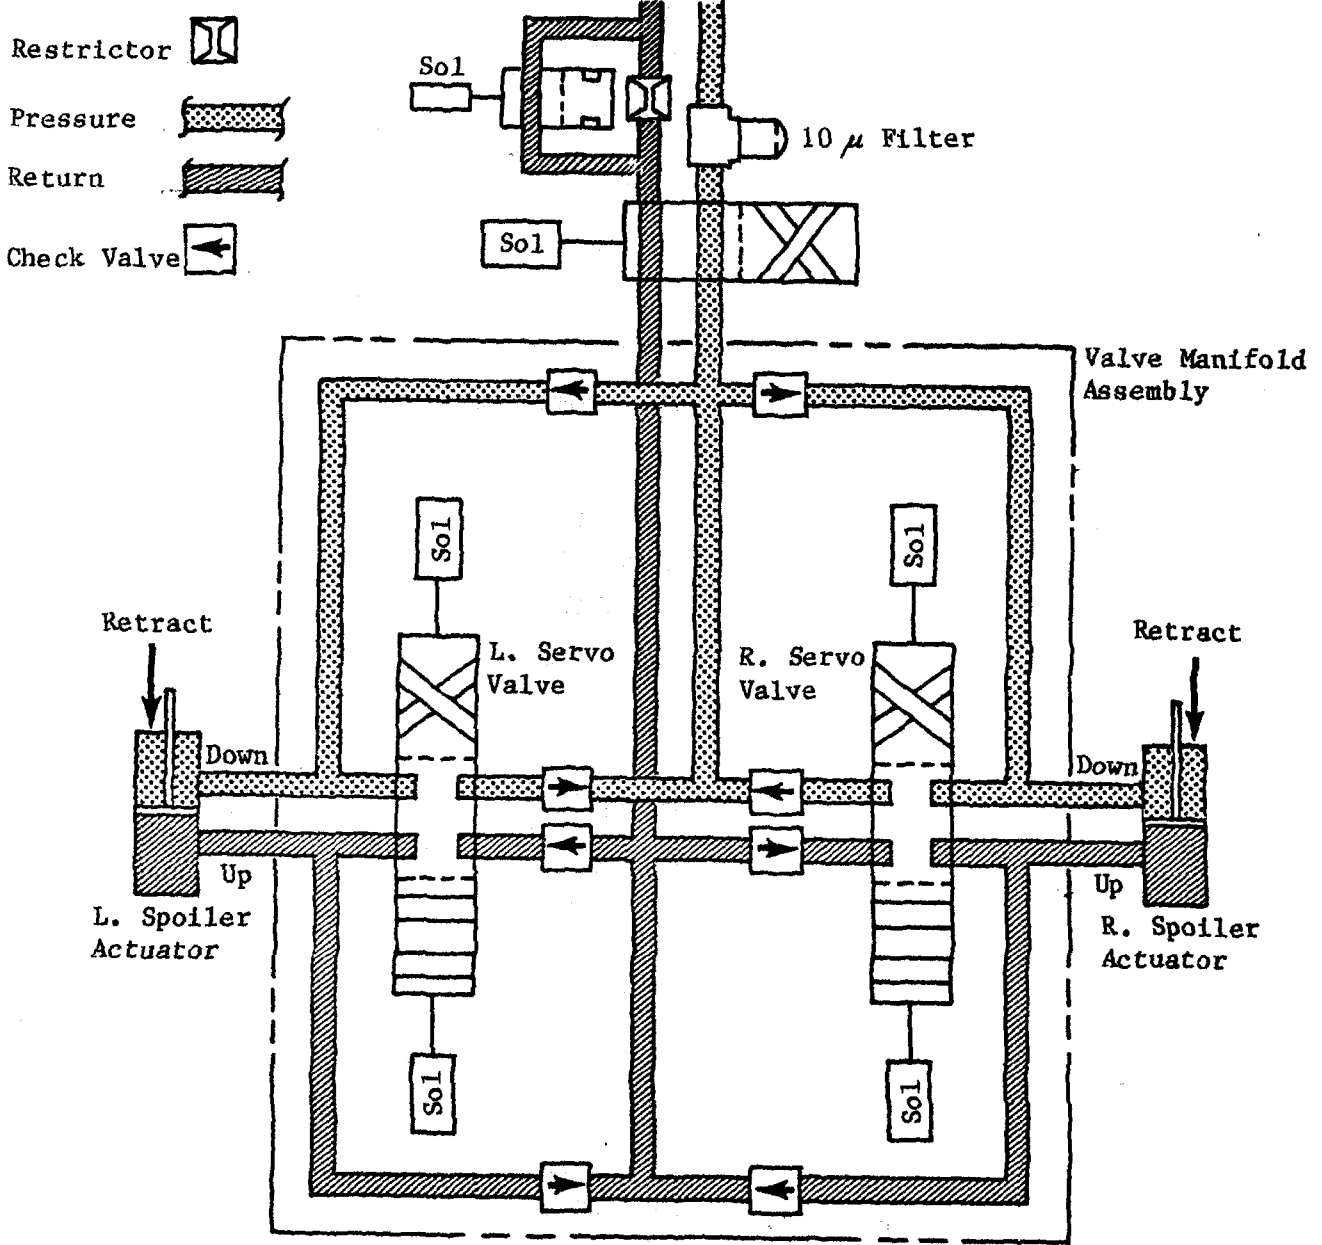 Restrictor
Pressure
Return
Check Valve
Sol
10 μ Filter
Sol
Valve Manifold
Assembly
Sol
Sol
Retract
Retract
L. Servo
Valve
R. Servo
Valve
Down
Down
Up
Up
L. Spoiler
Actuator
R. Spoiler
Actuator
Sol
Sol